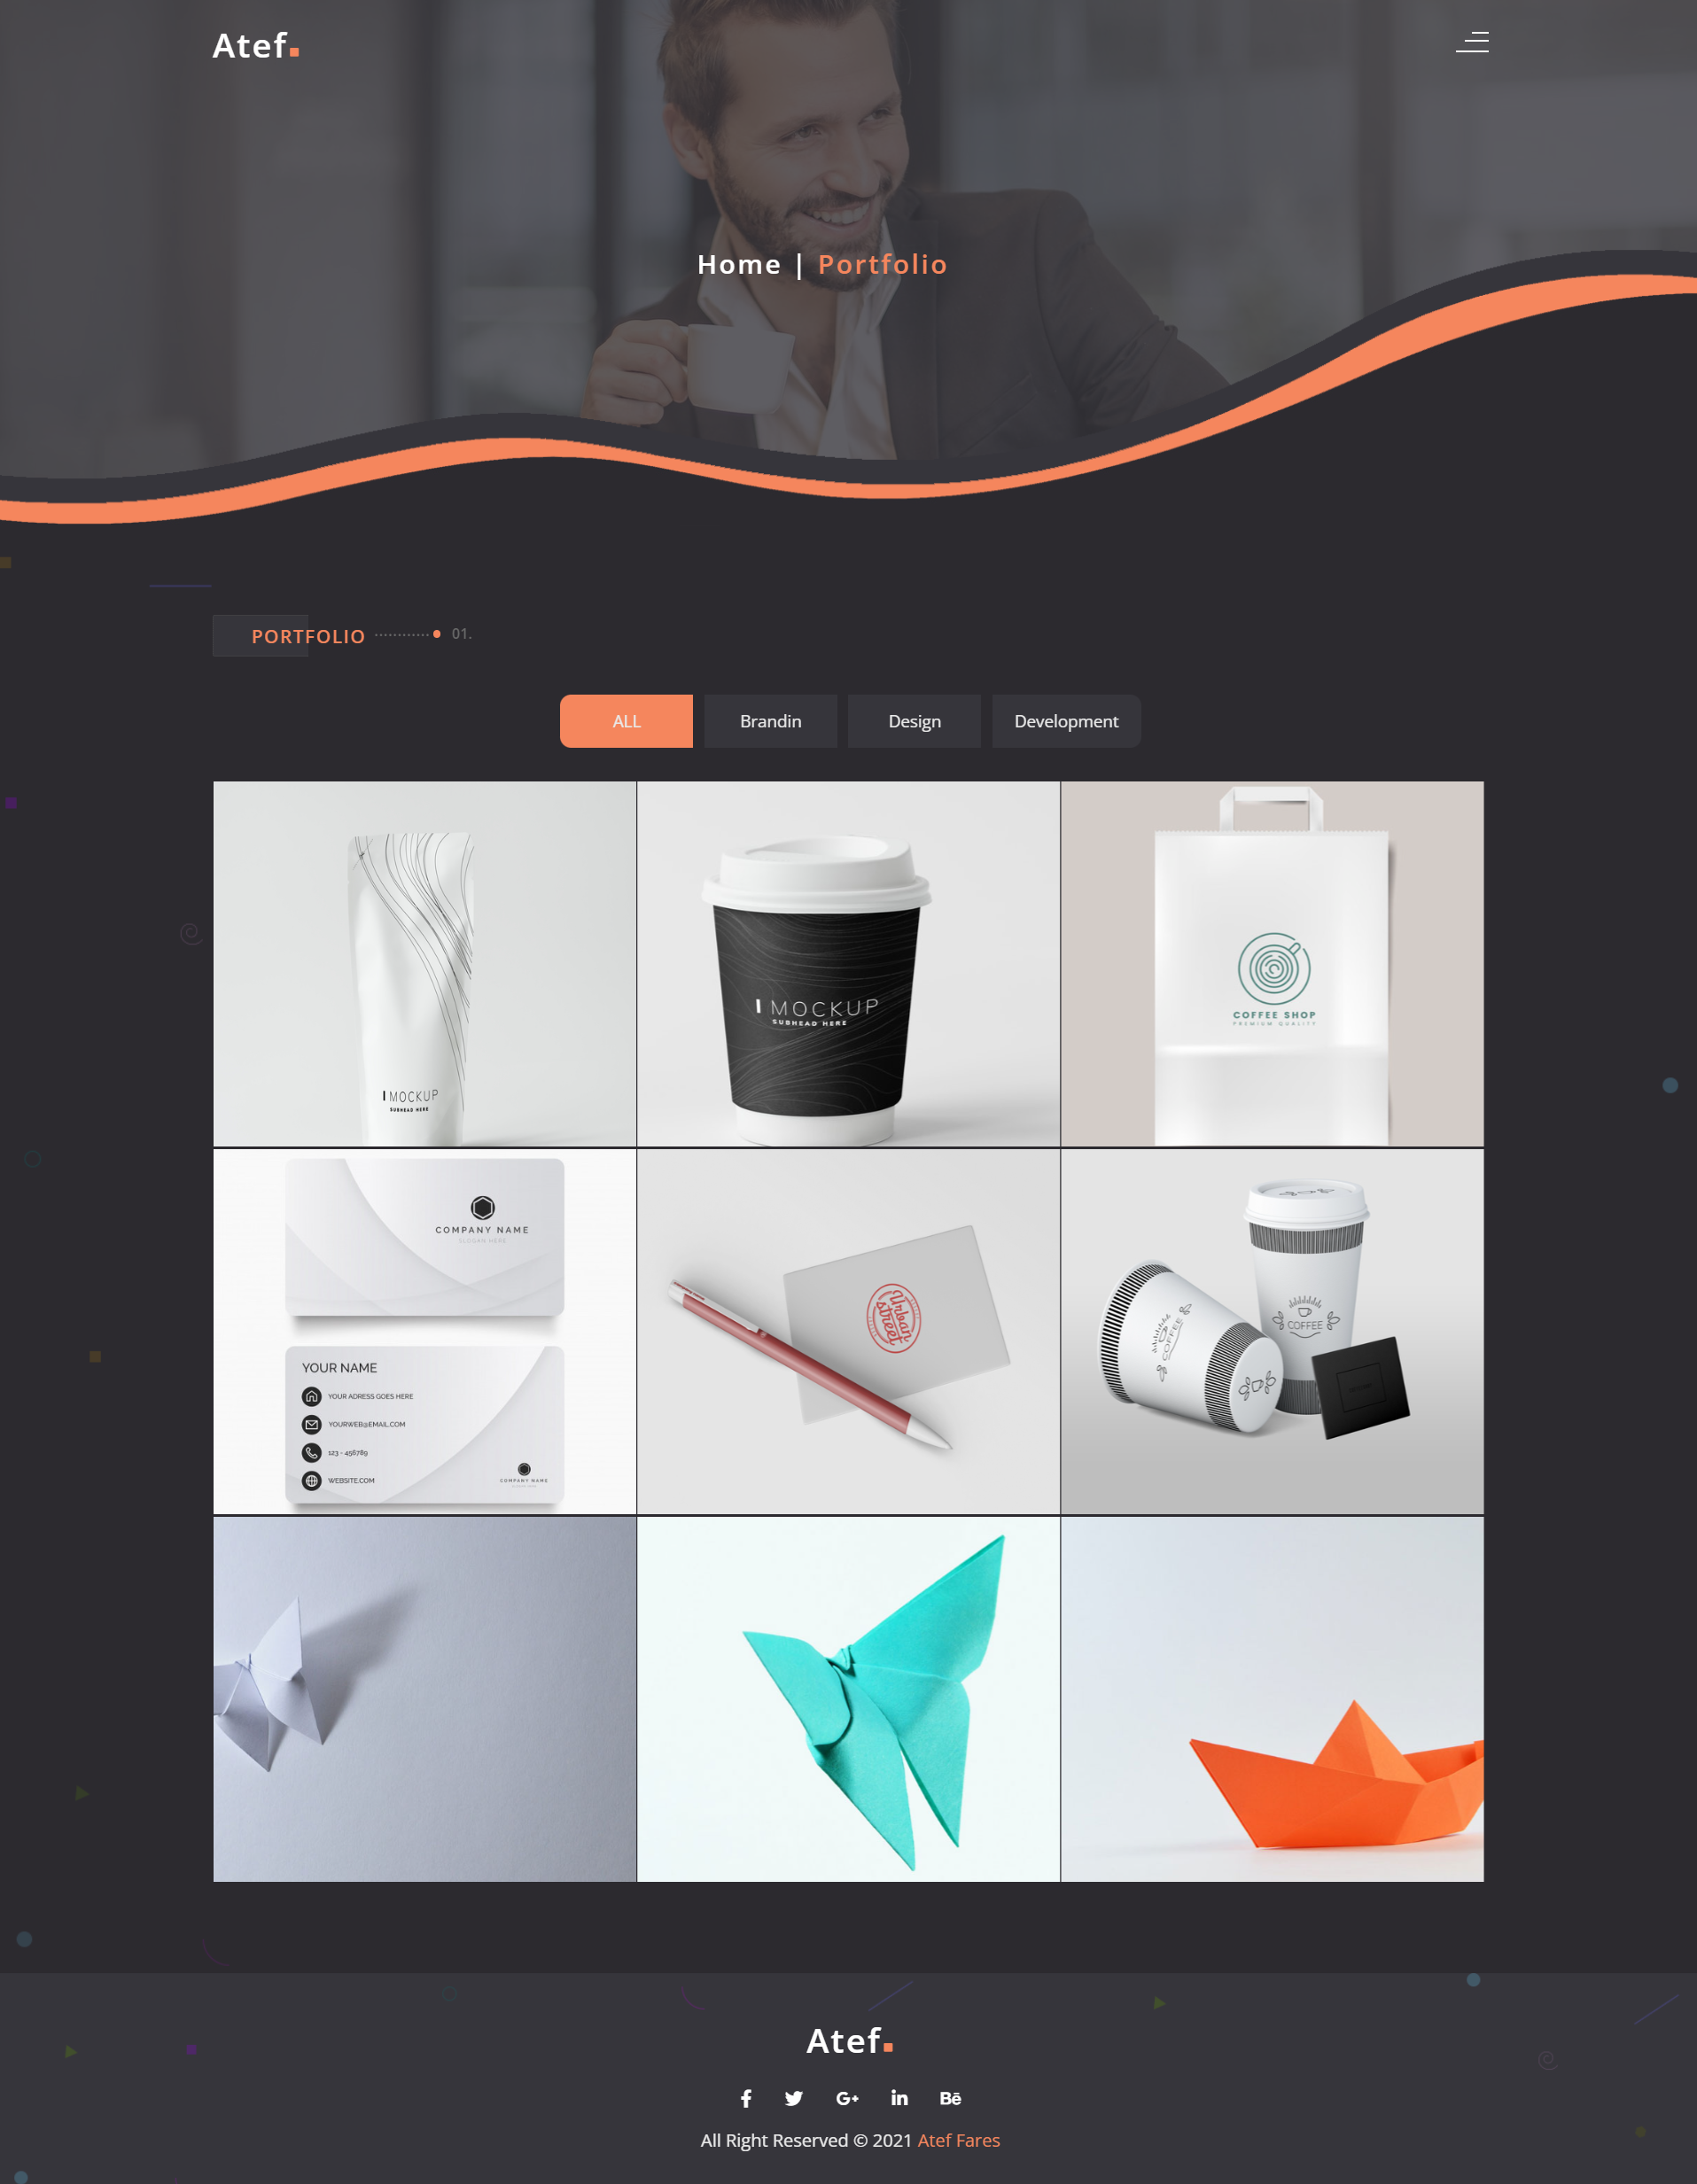 Atef
Home | Portfolio
PORTFOLIO
01.
ALL
Brandin
Design
Development
MOCKUP
SUBHEAD HERE
MOCKUP
SUBHEAD HERE
COFFEE SHOP
PREMIUM QUALITY
COMPANY NAME
SLOGAN HERE
YOUR NAME
YOUR ADRESS GOES HERE
YOURWEB@EMAIL.COM
123 - 456789
WEBSITE.COM
COMPANY NAME
Urban
street
COFFEE
COFFEE
Atef
G+
in
Bē
All Right Reserved © 2021 Atef Fares